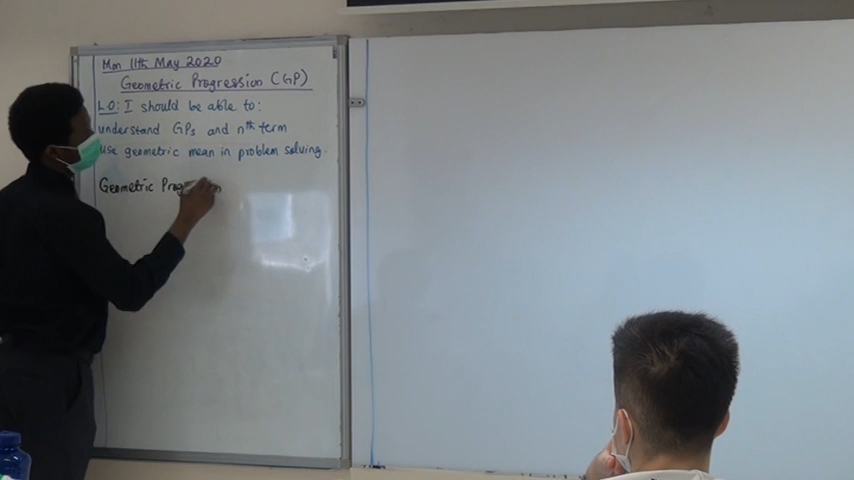 Mon 11th May 2020
Geometric Progression (GP)
L.O: I should be able to:
understand GPs and nth term
use geometric mean in problem solving.
Geometric Prog